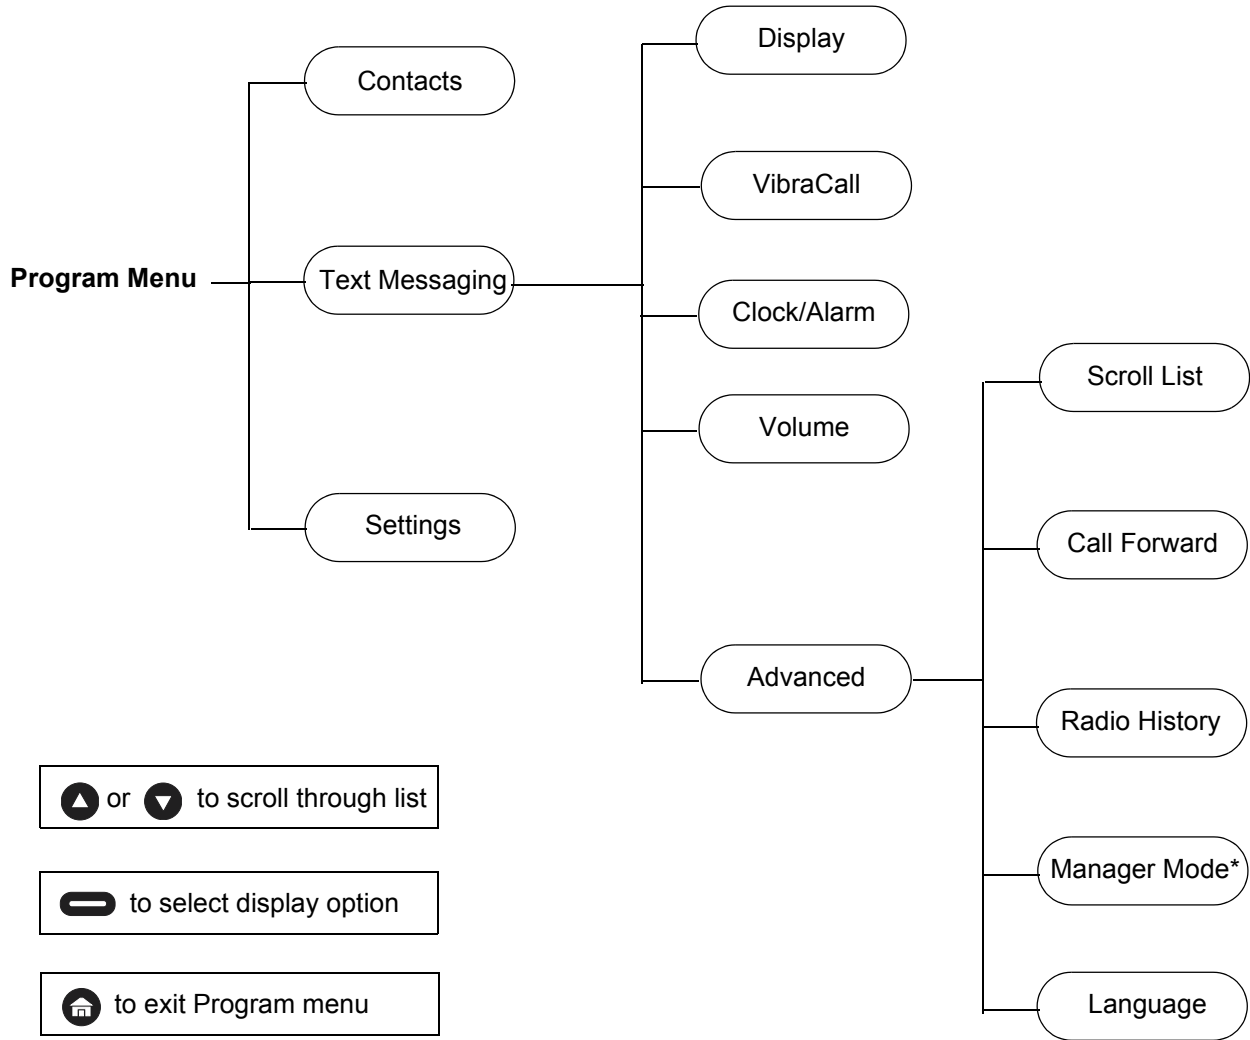 Program Menu
Contacts
Text Messaging
Settings
Display
VibraCall
Clock/Alarm
Volume
Advanced
Scroll List
Call Forward
Radio History
Manager Mode*
Language
or to scroll through list
to select display option
to exit Program menu